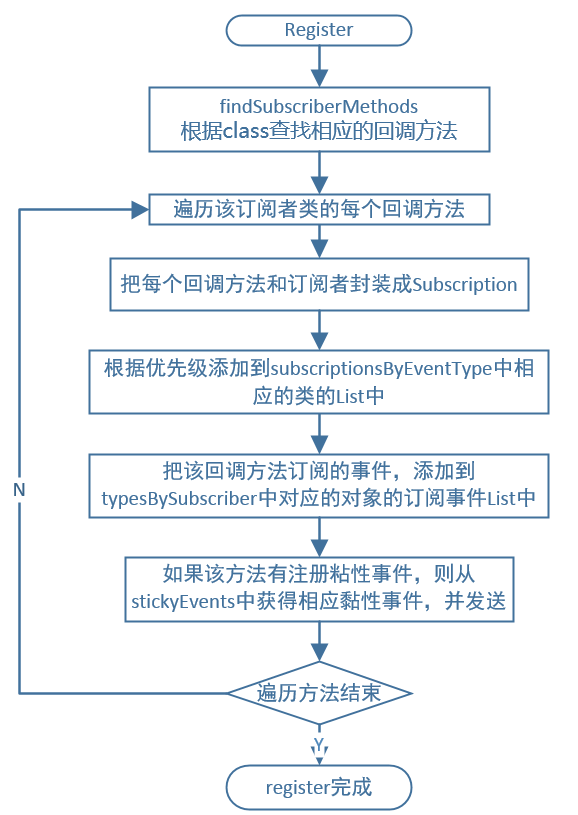 Register
findSubscriberMethods
根据class查找相应的回调方法
遍历该订阅者类的每个回调方法
把每个回调方法和订阅者封装成Subscription
根据优先级添加到subscriptionsByEventType中相
应的类的List中
把该回调方法订阅的事件，添加到
typesBySubscriber中对应的对象的订阅事件List中
N
如果该方法有注册粘性事件，则从
stickyEvents中获得相应黏性事件，并发送
遍历方法结束
Y
register完成